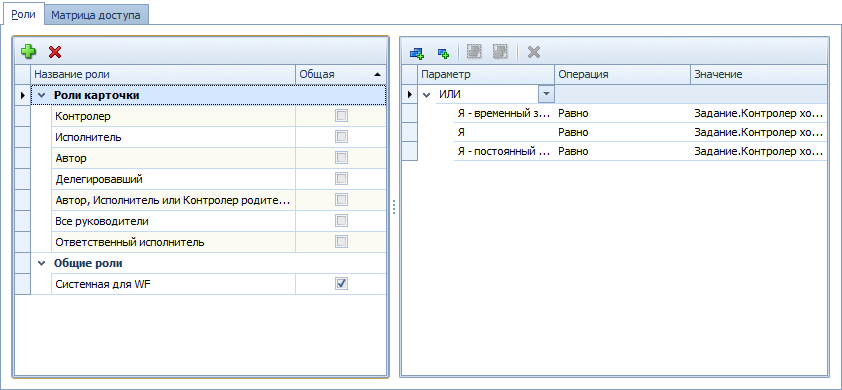 Роли Матрица доступа
Название роли Общая
Параметр Операция Значение
Роли карточки
Контролер
Исполнитель
Автор
Делегировавший
Автор, Исполнитель или Контролер родите...
Все руководители
Ответственный исполнитель
Общие роли
Системная для WF
ИЛИ
Я - временный з... Равно Задание.Контролер хо...
Я Равно Задание.Контролер хо...
Я - постоянный ... Равно Задание.Контролер хо...